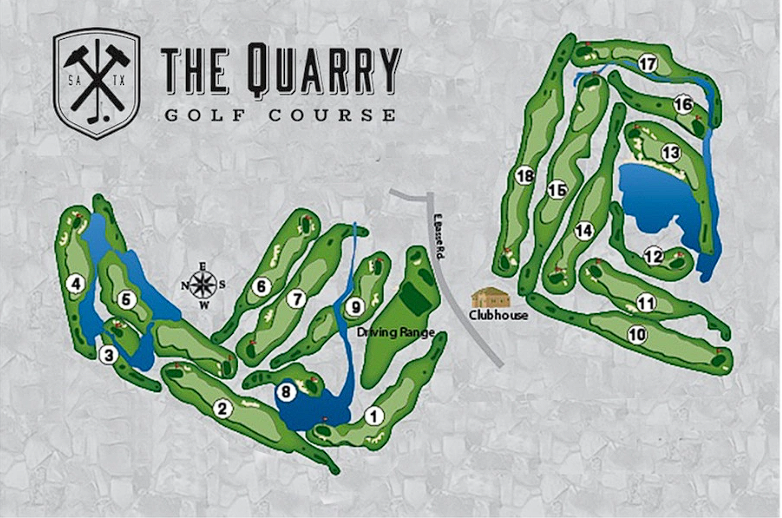 THE QUARRY
SA TX
GOLF COURSE
17
16
13
18
15
14
12
11
10
E. Basse Rd.
Clubhouse
4
5
3
E
N S
W
6
7
9
Driving Range
8
2
1